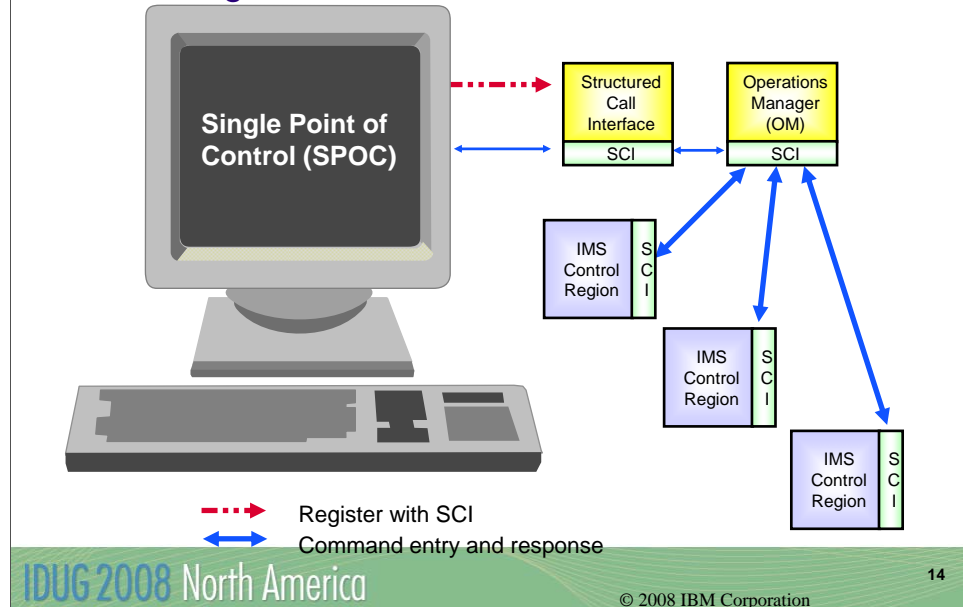 Single Point of
Control (SPOC)
Structured
Call
Interface
SCI
Operations
Manager
(OM)
SCI
IMS
Control
Region
S
C
I
IMS
Control
Region
S
C
I
IMS
Control
Region
S
C
I
Register with SCI
Command entry and response
IDUG 2008 North America
14
© 2008 IBM Corporation